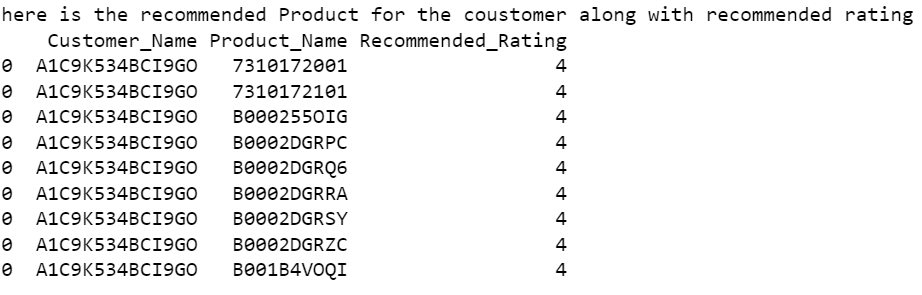 here is the recommended Product for the coustomer along with recommended rating
Customer_Name Product_Name Recommended_Rating
0 A1C9K534BCI9GO 7310172001 4
0 A1C9K534BCI9GO 7310172101 4
0 A1C9K534BCI9GO B000255OIG 4
0 A1C9K534BCI9GO B0002DGRPC 4
0 A1C9K534BCI9GO B0002DGRQ6 4
0 A1C9K534BCI9GO B0002DGRRA 4
0 A1C9K534BCI9GO B0002DGRSY 4
0 A1C9K534BCI9GO B0002DGRZC 4
0 A1C9K534BCI9GO B001B4VOQI 4